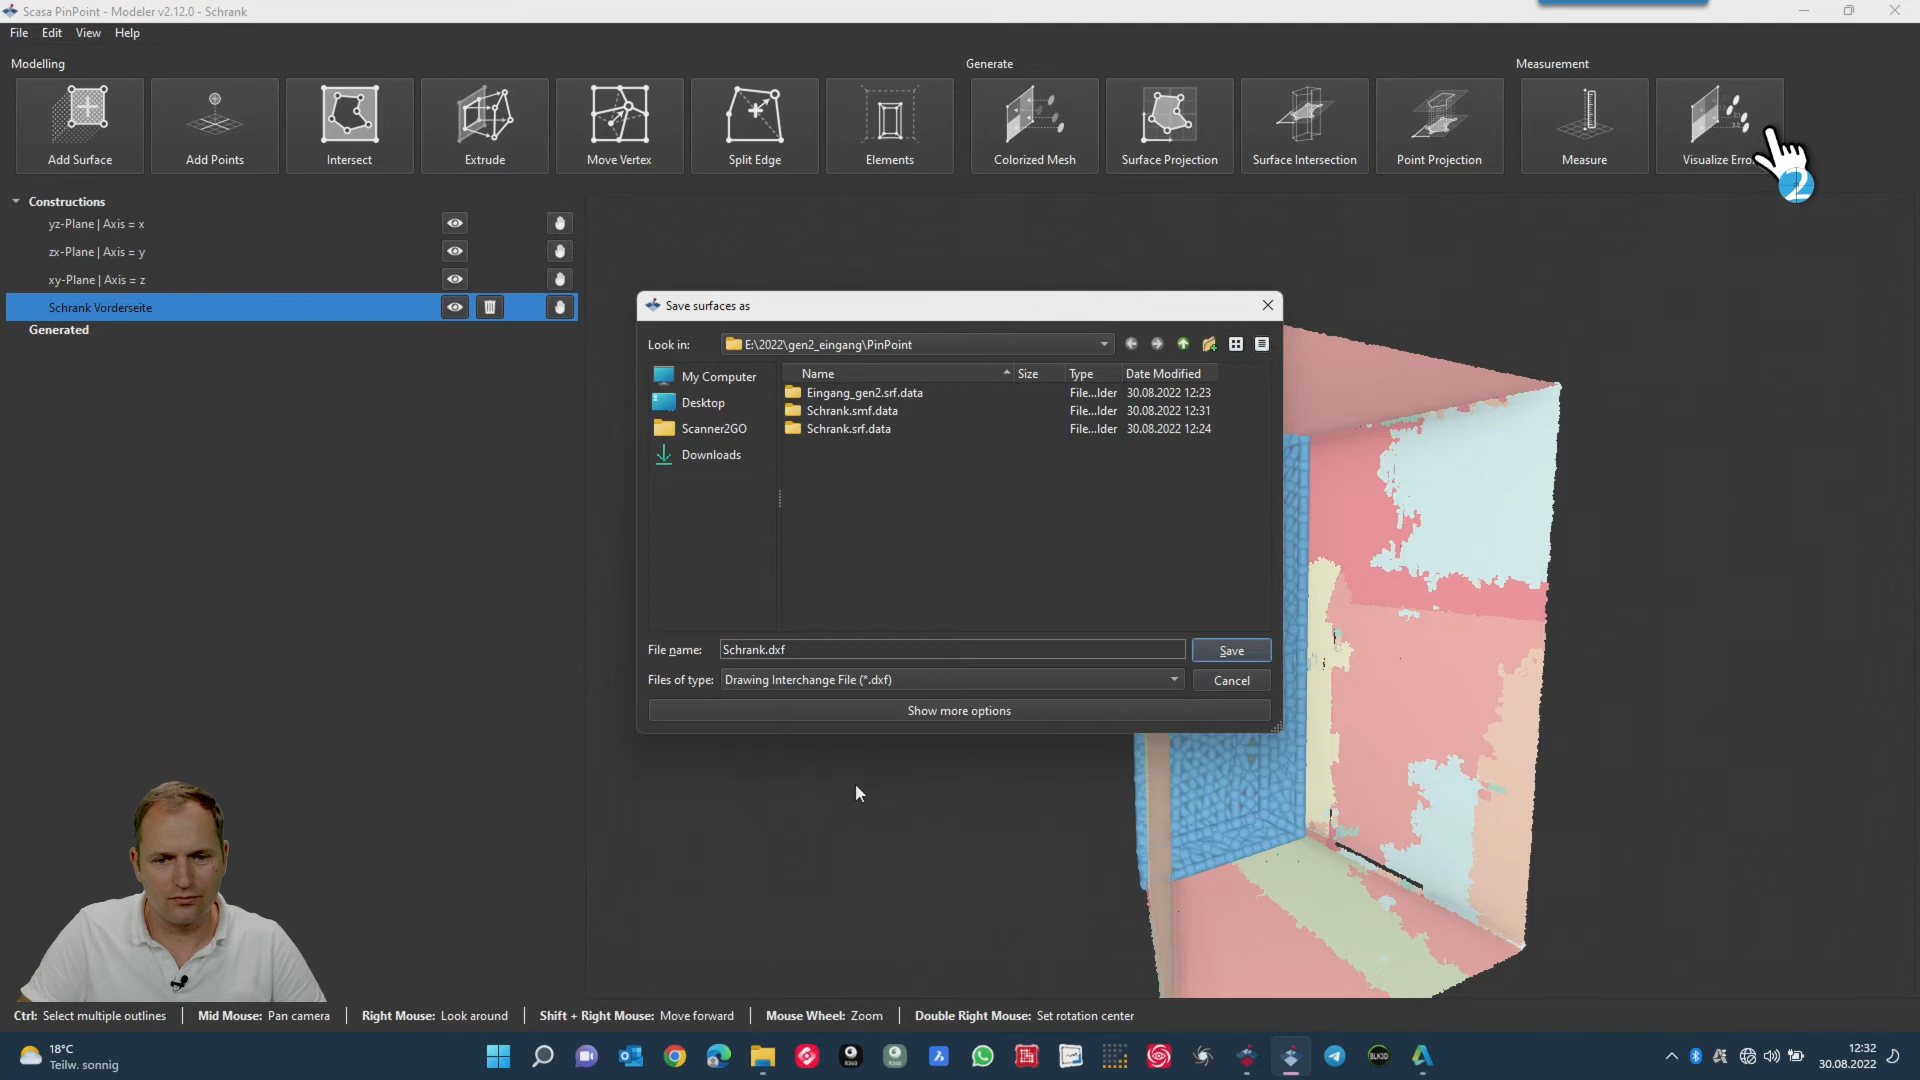 Scasa PinPoint - Modeler v2.12.0 - Schrank
File Edit View Help
Modelling Generate Measurement
Add Surface Add Points Intersect Extrude Move Vertex Split Edge Elements Colorized Mesh Surface Projection Surface Intersection Point Projection Measure Visualize Erro
2
Constructions
yz-Plane | Axis = x
zx-Plane | Axis = y
xy-Plane | Axis = z
Schrank Vorderseite
Generated
Save surfaces as
Look in: E:\2022\gen2_eingang\PinPoint
My Computer
Desktop
Scanner2GO
Downloads
Name Size Type Date Modified
Eingang_gen2.srf.data File...lder 30.08.2022 12:23
Schrank.smf.data File...lder 30.08.2022 12:31
Schrank.srf.data File...lder 30.08.2022 12:24
File name: Schrank.dxf Save
Files of type: Drawing Interchange File (*.dxf) Cancel
Show more options
Ctrl: Select multiple outlines Mid Mouse: Pan camera Right Mouse: Look around Shift + Right Mouse: Move forward Mouse Wheel: Zoom Double Right Mouse: Set rotation center
18°C
Teilw. sonnig
12:32
30.08.2022